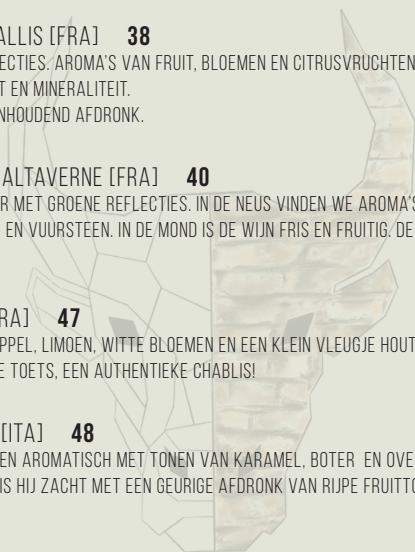 ALLIS [FRA] 38
ECTIES. AROMA'S VAN FRUIT, BLOEMEN EN CITRUSVRUCHTEN
T EN MINERALITEIT.
NHOUDEND AFDRONK.
ALTAVERNE [FRA] 40
R MET GROENE REFLECTIES. IN DE NEUS VINDEN WE AROMA'S
EN VUURSTEEN. IN DE MOND IS DE WIJN FRIS EN FRUITIG. DE
RA] 47
PPEL, LIMOEN, WITTE BLOEMEN EN EEN KLEIN VLEUGJE HOUT
E TOETS, EEN AUTHENTIEKE CHABLIS!
[ITA] 48
EN AROMATISCH MET TONEN VAN KARAMEL, BOTER EN OVE
IS HIJ ZACHT MET EEN GEURIGE AFDRONK VAN RIJPE FRUITTO